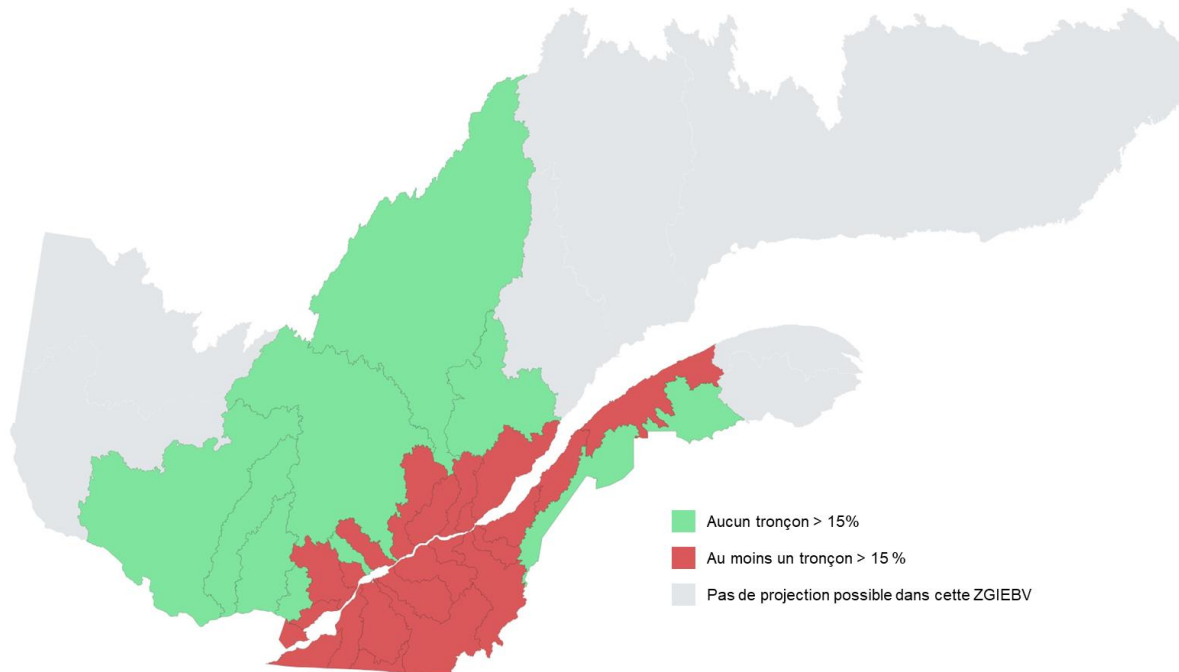 Aucun tronçon > 15%
Au moins un tronçon > 15 %
Pas de projection possible dans cette ZGIEBV